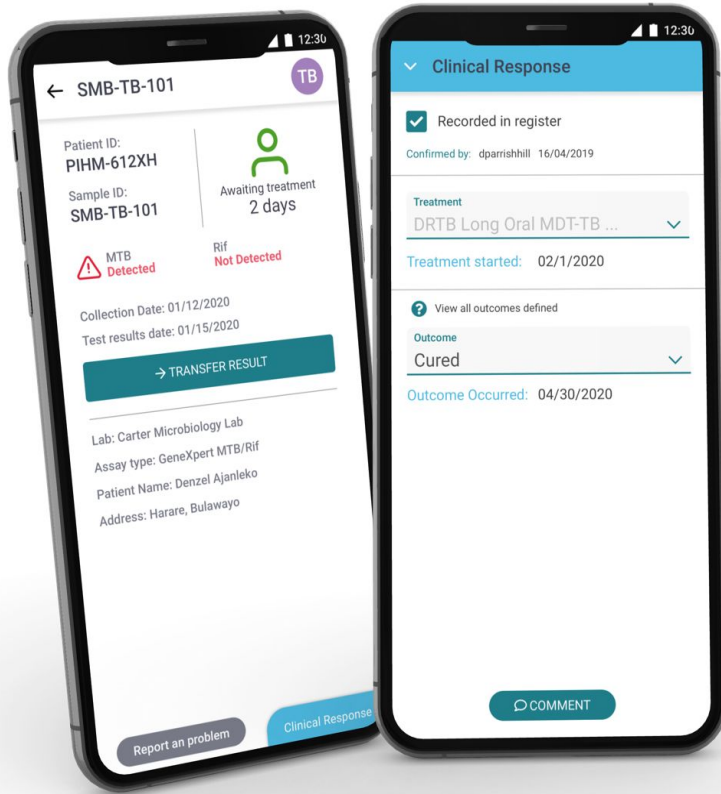 12:30
SMB-TB-101
TB
Patient ID:
PIHM-612XH
Sample ID:
SMB-TB-101
Awaiting treatment
2 days
MTB
Detected
Rif
Not Detected
Collection Date: 01/12/2020
Test results date: 01/15/2020
TRANSFER RESULT
Lab: Carter Microbiology Lab
Assay type: GeneXpert MTB/Rif
Patient Name: Denzel Ajanleko
Address: Harare, Bulawayo
Report an problem
Clinical Response
12:30
Clinical Response
Recorded in register
Confirmed by: dparrishhill 16/04/2019
Treatment
DRTB Long Oral MDT-TB ...
Treatment started: 02/1/2020
? View all outcomes defined
Outcome
Cured
Outcome Occurred: 04/30/2020
COMMENT